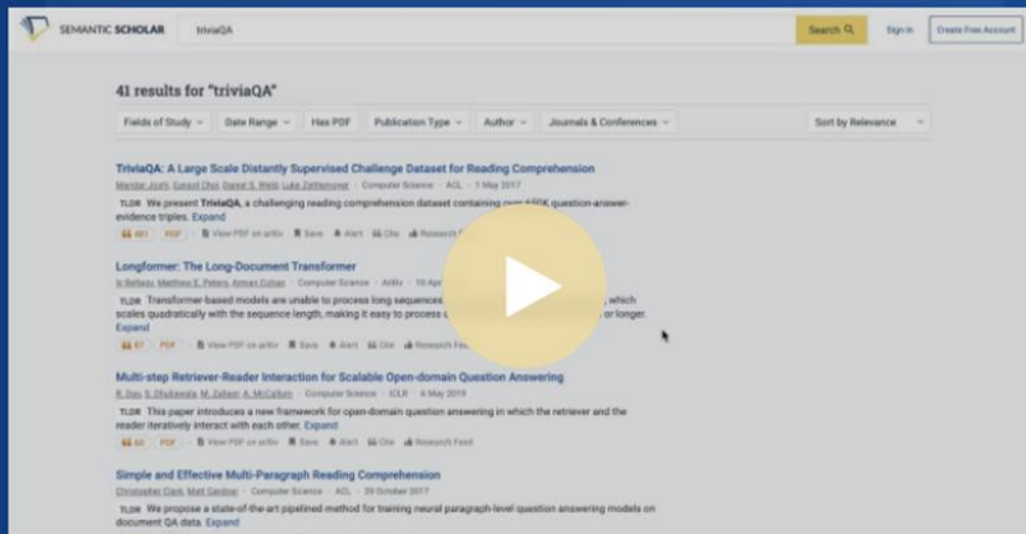 SEMANTIC SCHOLAR
triviaQA
Search
Sign In
Create Free Account
41 results for "triviaQA"
Fields of Study
Date Range
Has PDF
Publication Type
Author
Journals & Conferences
Sort by Relevance
TriviaQA: A Large Scale Distantly Supervised Challenge Dataset for Reading Comprehension
Mandar Joshi, Eunsol Choi, Daniel S. Weld, Luke Zettlemoyer · Computer Science · ACL · 1 May 2017
TLDR We present TriviaQA, a challenging reading comprehension dataset containing over 650K question-answer-
evidence triples. Expand
481 PDF · View PDF on arXiv Save Alert Cite Research
Longformer: The Long-Document Transformer
Iz Beltagy, Matthew E. Peters, Arman Cohan · Computer Science · ArXiv · 10 Apr
TLDR Transformer-based models are unable to process long sequences , which
scales quadratically with the sequence length, making it easy to process or longer.
Expand
87 PDF · View PDF on arXiv Save Alert Cite Research
Multi-step Retriever-Reader Interaction for Scalable Open-domain Question Answering
R. Das, S. Dhuliawala, M. Zaheer, A. McCallum · Computer Science · ICLR · 6 May 2019
TLDR This paper introduces a new framework for open-domain question answering in which the retriever and the
reader iteratively interact with each other. Expand
60 PDF · View PDF on arXiv Save Alert Cite Research Feed
Simple and Effective Multi-Paragraph Reading Comprehension
Christopher Clark, Matt Gardner · Computer Science · ACL · 29 October 2017
TLDR We propose a state-of-the-art pipelined method for training neural paragraph-level question answering models on
document QA data. Expand